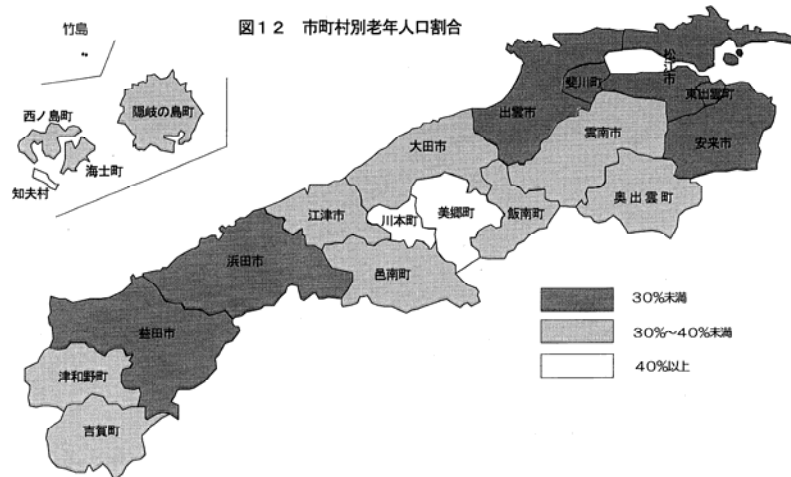 図12 市町村別老年人口割合
竹島
隠岐の島町
西ノ島町
海士町
知夫村
松江市
斐川町
東出雲町
出雲市
安来市
雲南市
大田市
奥出雲町
飯南町
美郷町
川本町
江津市
邑南町
浜田市
益田市
津和野町
吉賀町
30%未満
30%～40%未満
40%以上